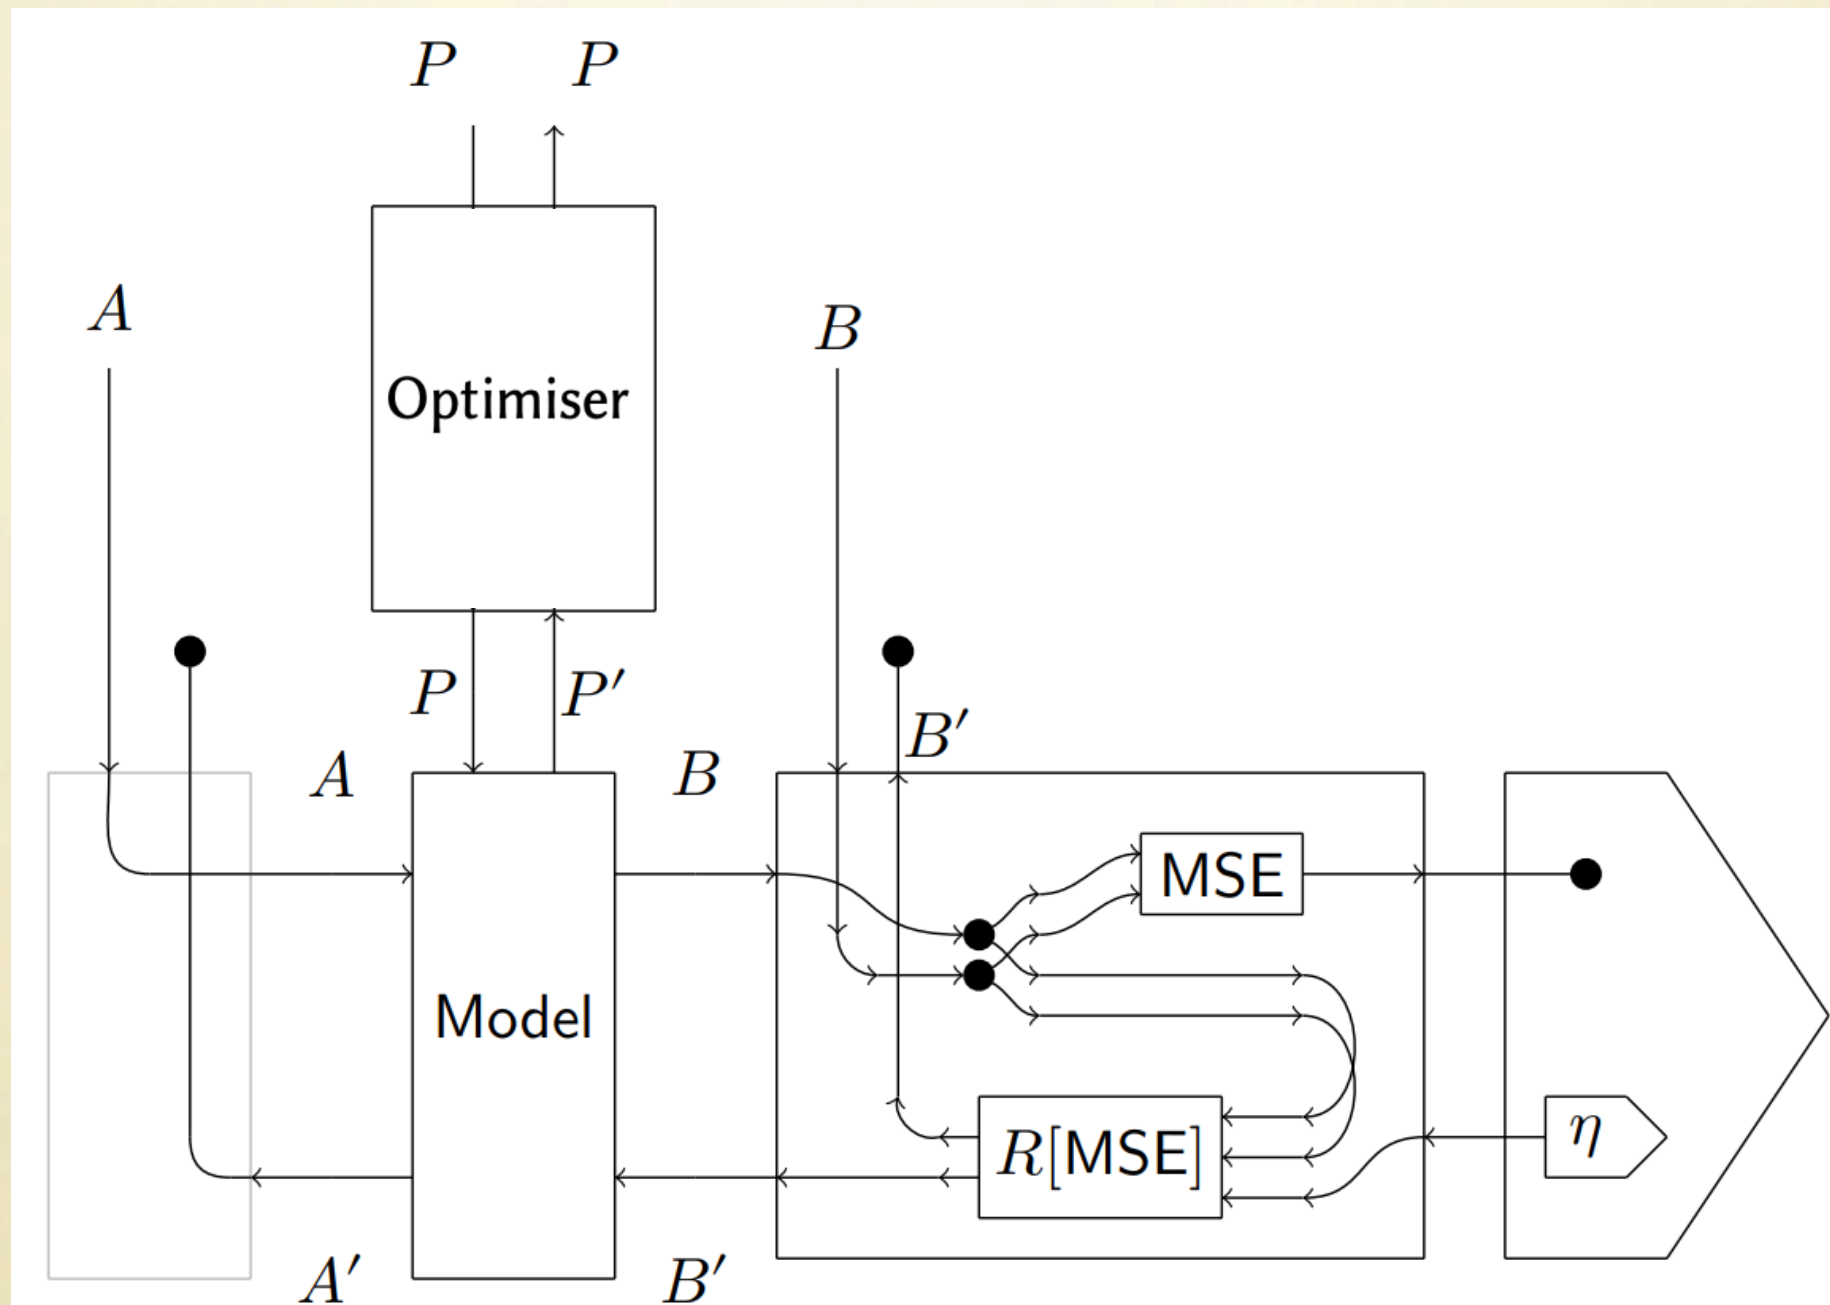 P P
A
B
Optimiser
P P′
B′
A B
MSE
Model
R[MSE] η
A′ B′